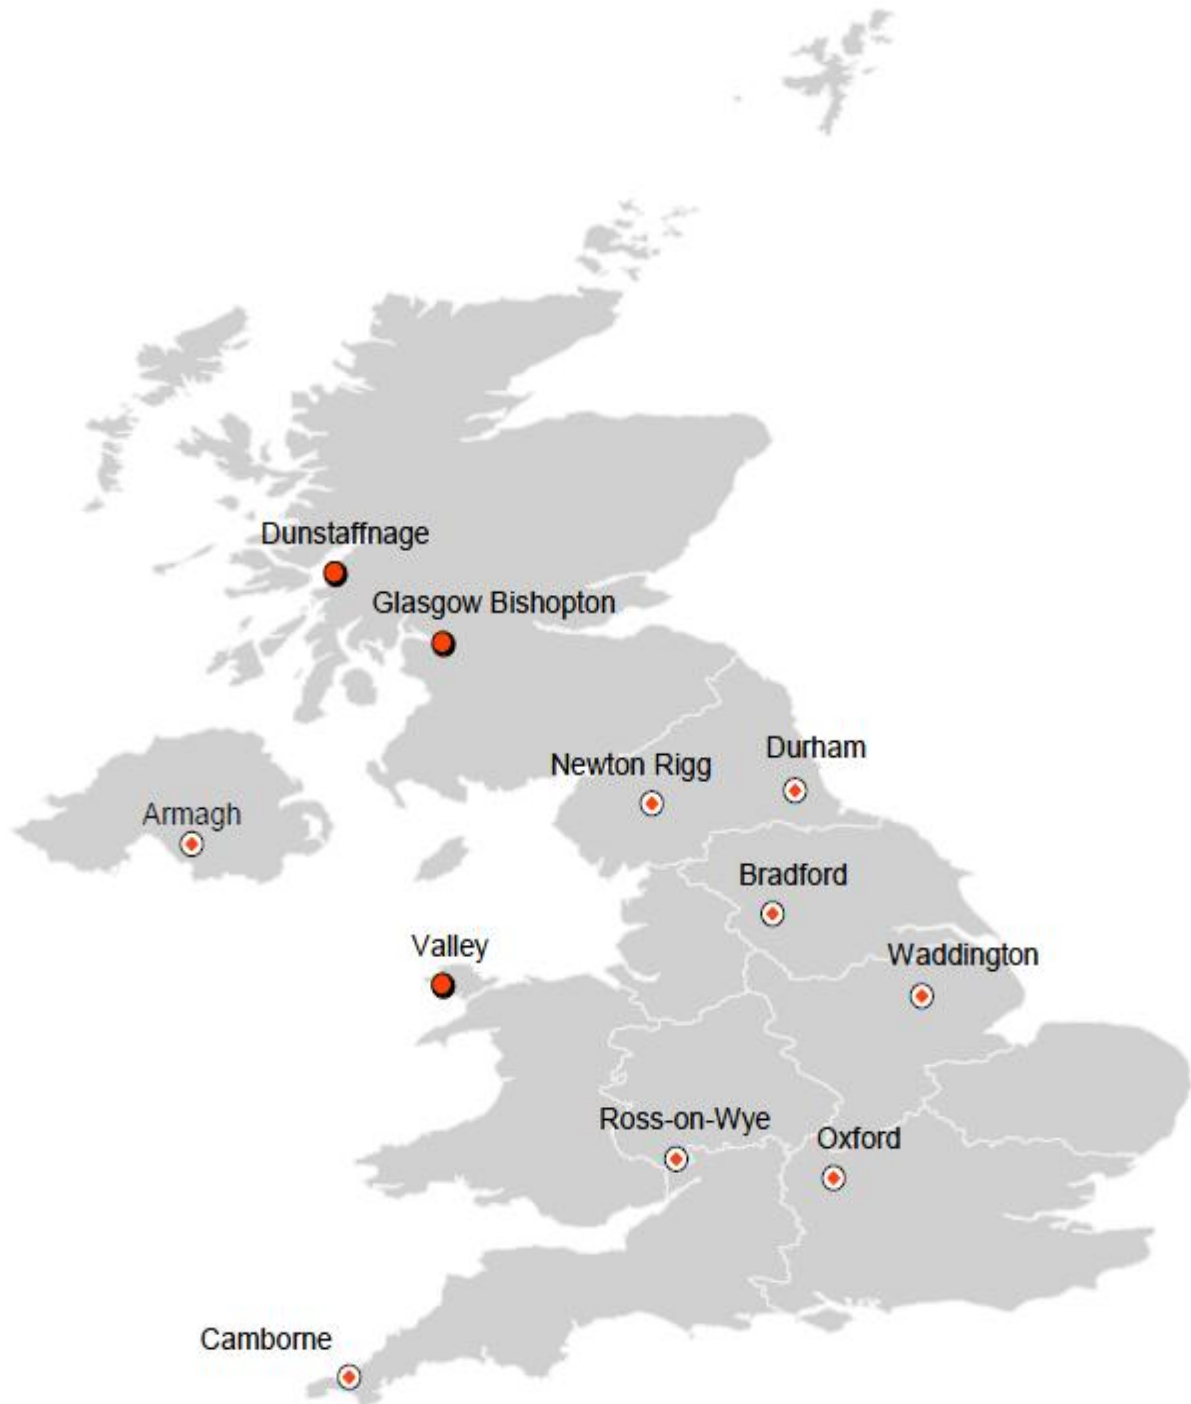 Dunstaffnage
Glasgow Bishopton
Durham
Newton Rigg
Armagh
Bradford
Valley
Waddington
Ross-on-Wye
Oxford
Camborne